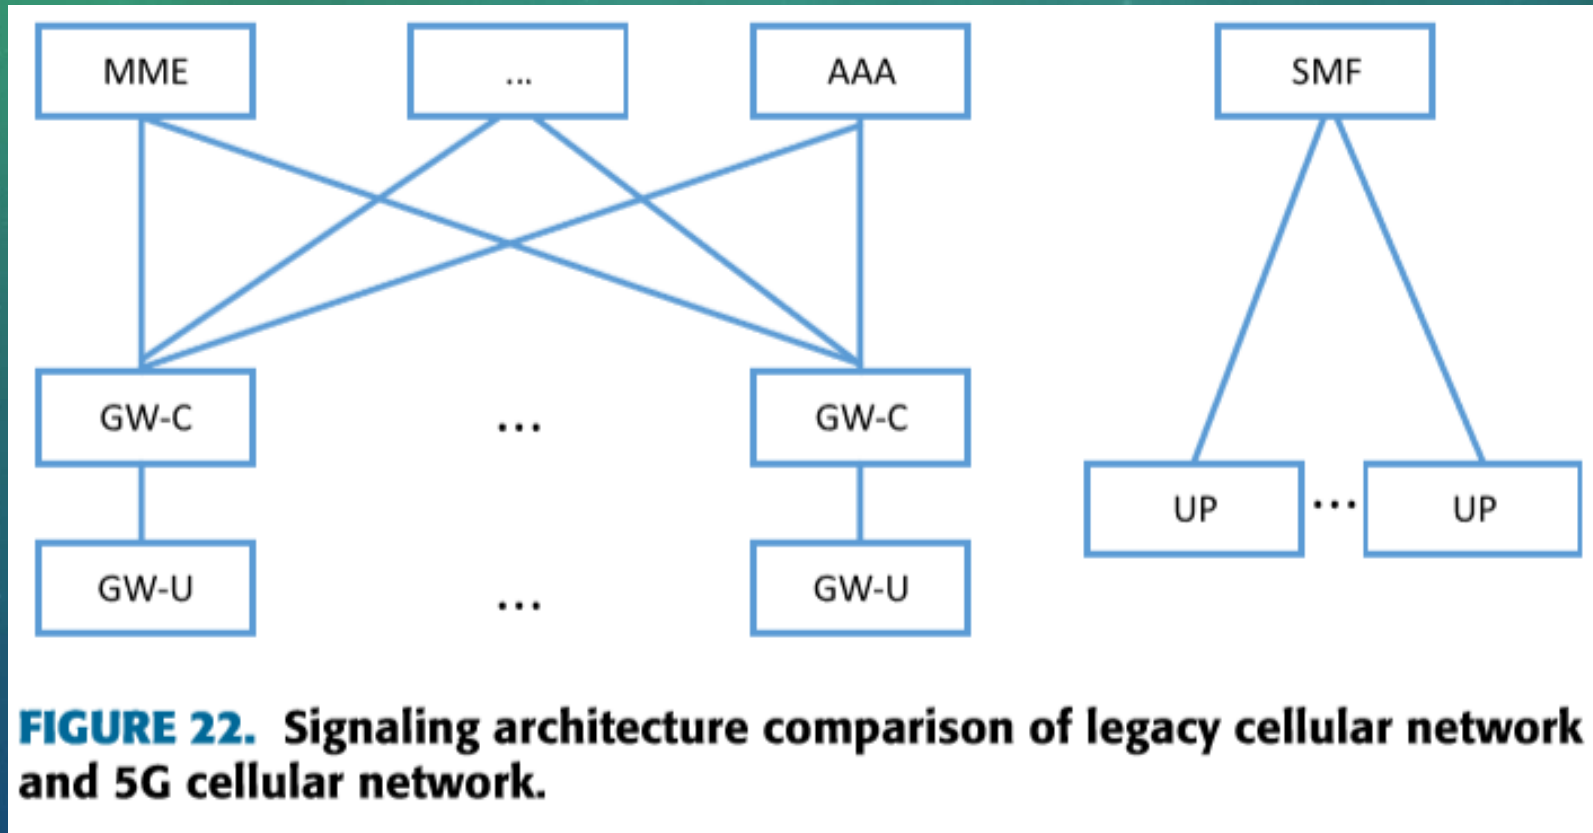 MME ... AAA SMF
GW-C ... GW-C
UP ... UP
GW-U ... GW-U
FIGURE 22. Signaling architecture comparison of legacy cellular network
and 5G cellular network.